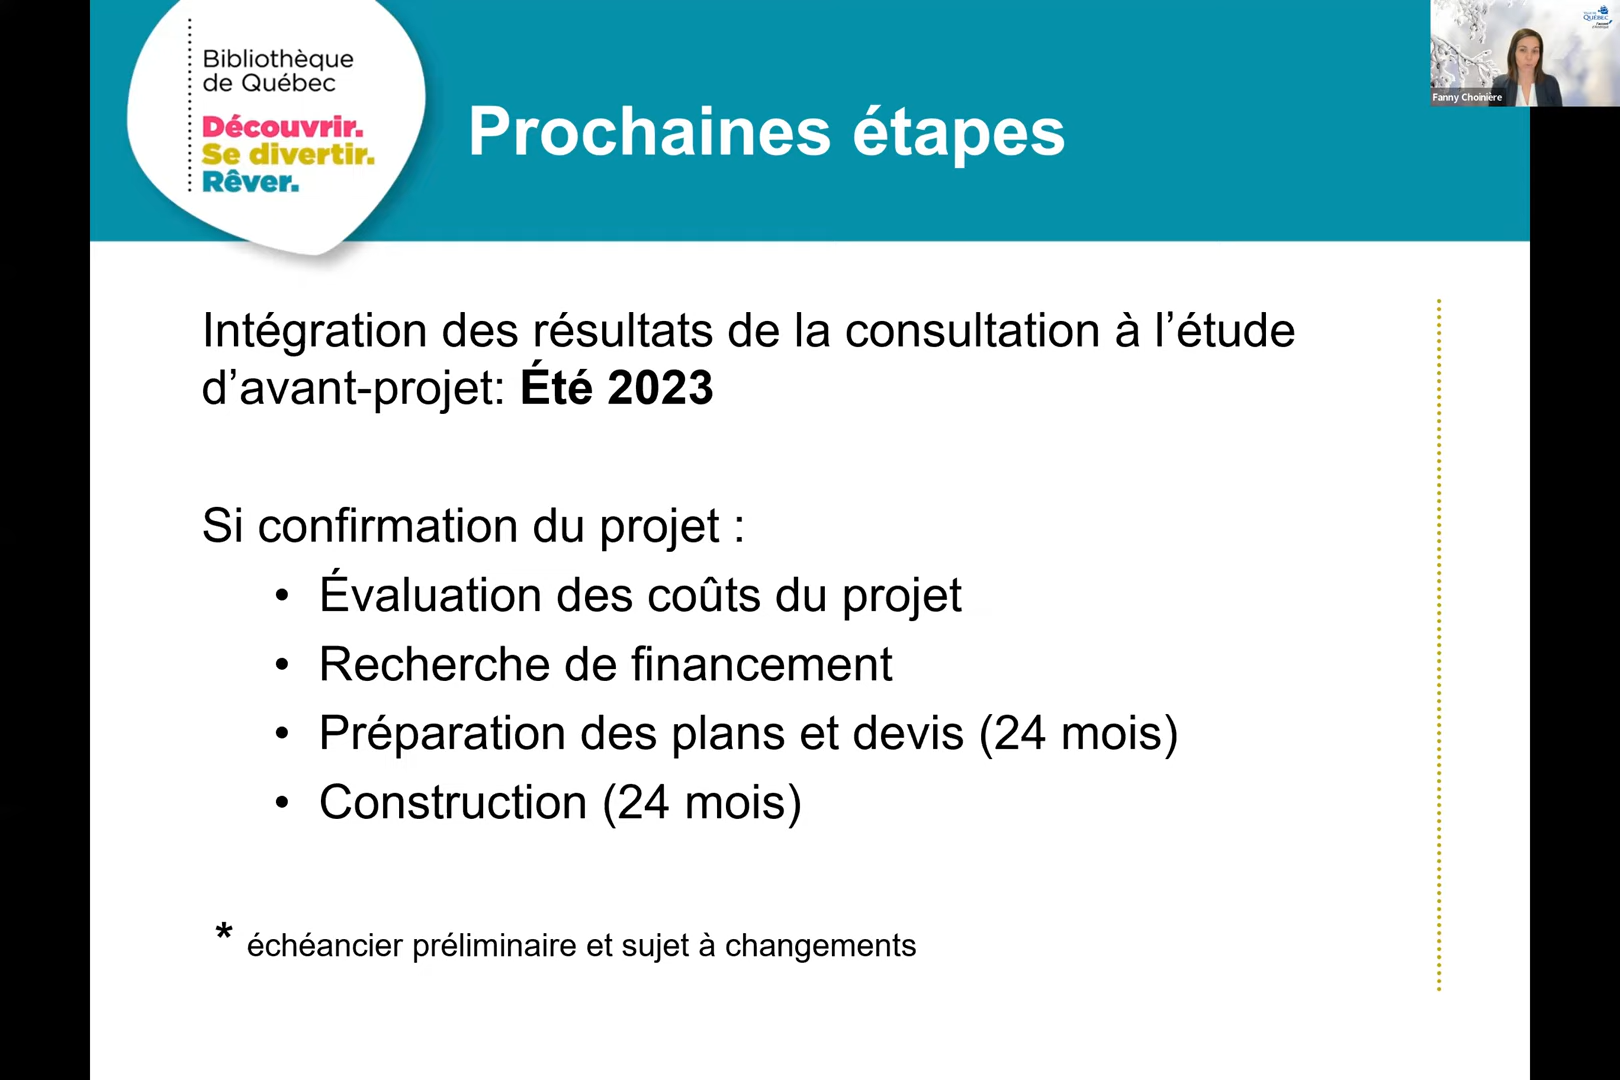 Bibliothèque
de Québec
Découvrir.
Se divertir.
Rêver.
Prochaines étapes
Fanny Choinière
QUÉBEC
Intégration des résultats de la consultation à l’étude
d’avant-projet: Été 2023
Si confirmation du projet :
• Évaluation des coûts du projet
• Recherche de financement
• Préparation des plans et devis (24 mois)
• Construction (24 mois)
* échéancier préliminaire et sujet à changements